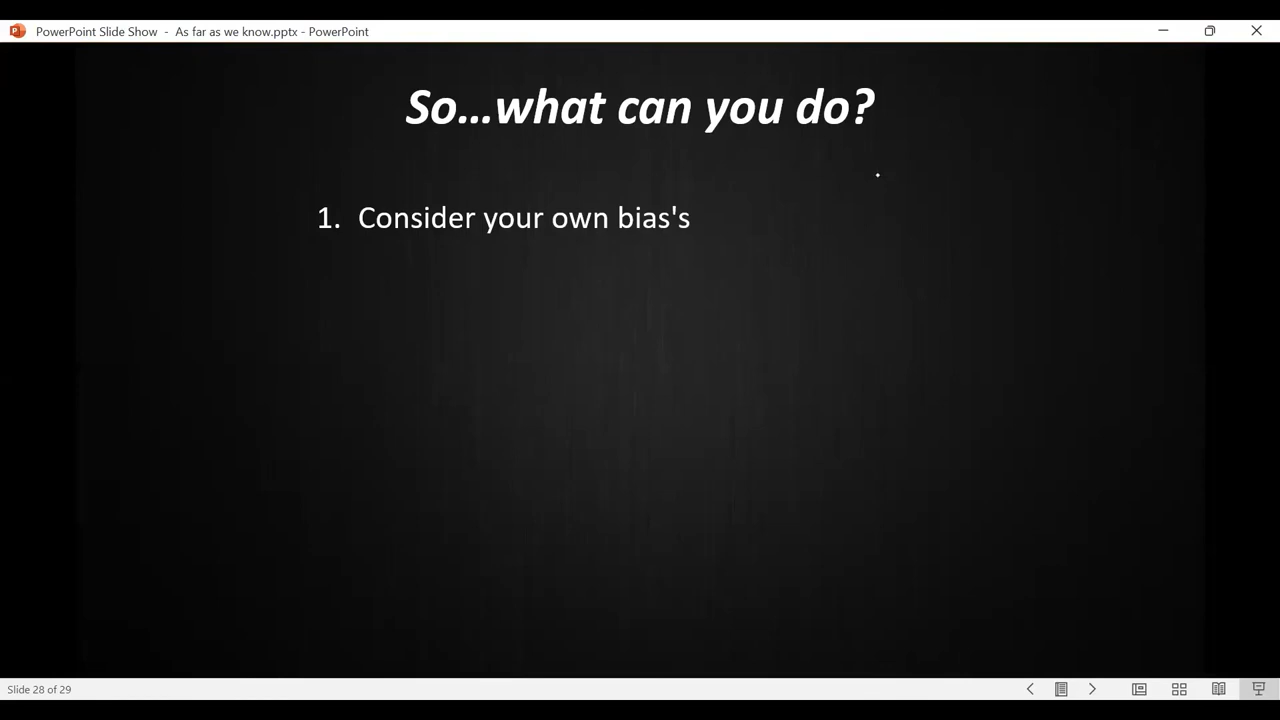 PowerPoint Slide Show - As far as we know.pptx - PowerPoint
So...what can you do?
1. Consider your own bias's
Slide 28 of 29